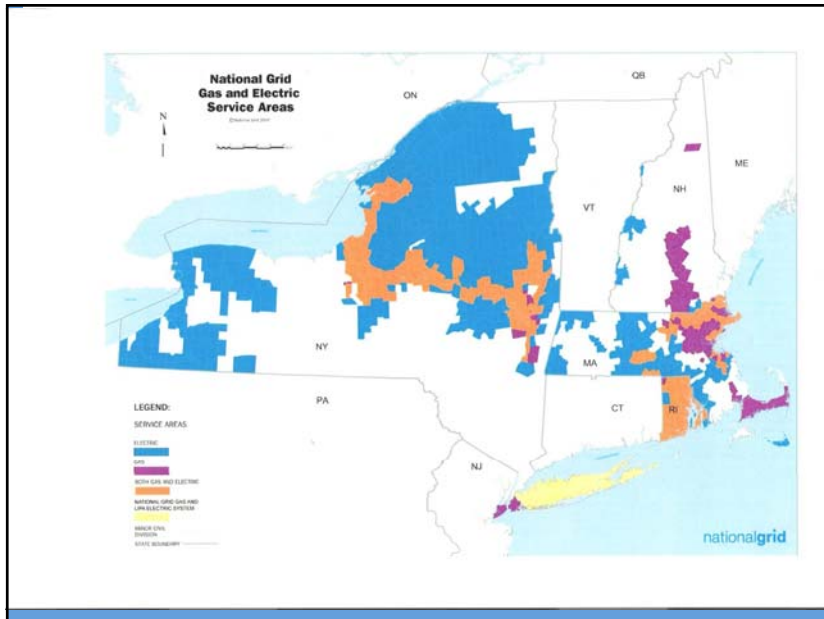 National Grid
Gas and Electric
Service Areas
ON
QB
N
ME
VT
NH
NY
MA
PA
CT
RI
NJ
LEGEND:
SERVICE AREAS
ELECTRIC
GAS
BOTH GAS AND ELECTRIC
NATIONAL GRID GAS AND
LIPA ELECTRIC SYSTEM
MINOR CIVIL
DIVISION
STATE BOUNDARY
nationalgrid